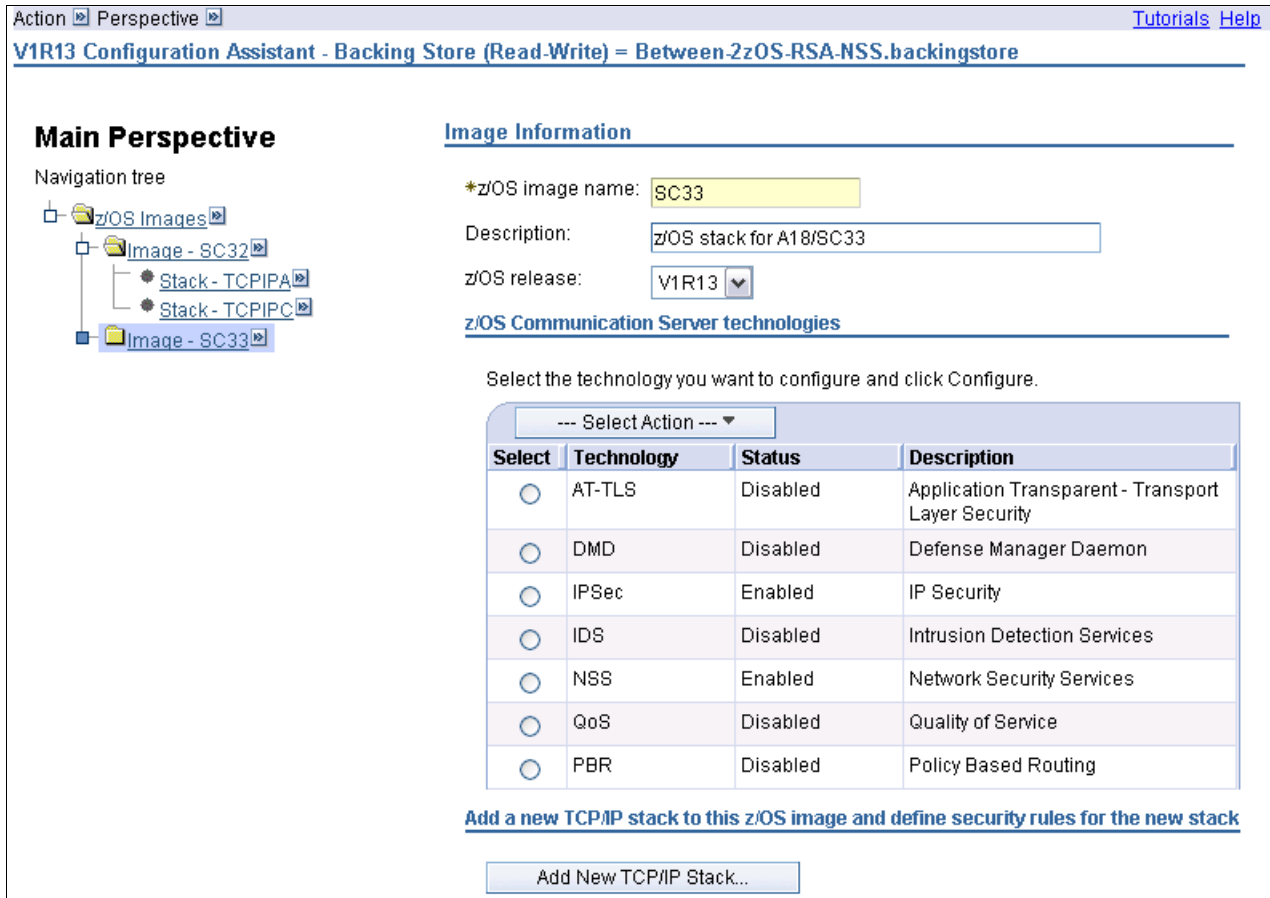 Action Perspective Tutorials Help
V1R13 Configuration Assistant - Backing Store (Read-Write) = Between-2zOS-RSA-NSS.backingstore
Main Perspective
Navigation tree
z/OS Images
Image - SC32
Stack - TCPIPA
Stack - TCPIPC
Image - SC33
Image Information
*z/OS image name: SC33
Description: z/OS stack for A18/SC33
z/OS release: V1R13
z/OS Communication Server technologies
Select the technology you want to configure and click Configure.
--- Select Action ---
Select Technology Status Description
AT-TLS Disabled Application Transparent - Transport
Layer Security
DMD Disabled Defense Manager Daemon
IPSec Enabled IP Security
IDS Disabled Intrusion Detection Services
NSS Enabled Network Security Services
QoS Disabled Quality of Service
PBR Disabled Policy Based Routing
Add a new TCP/IP stack to this z/OS image and define security rules for the new stack
Add New TCP/IP Stack...